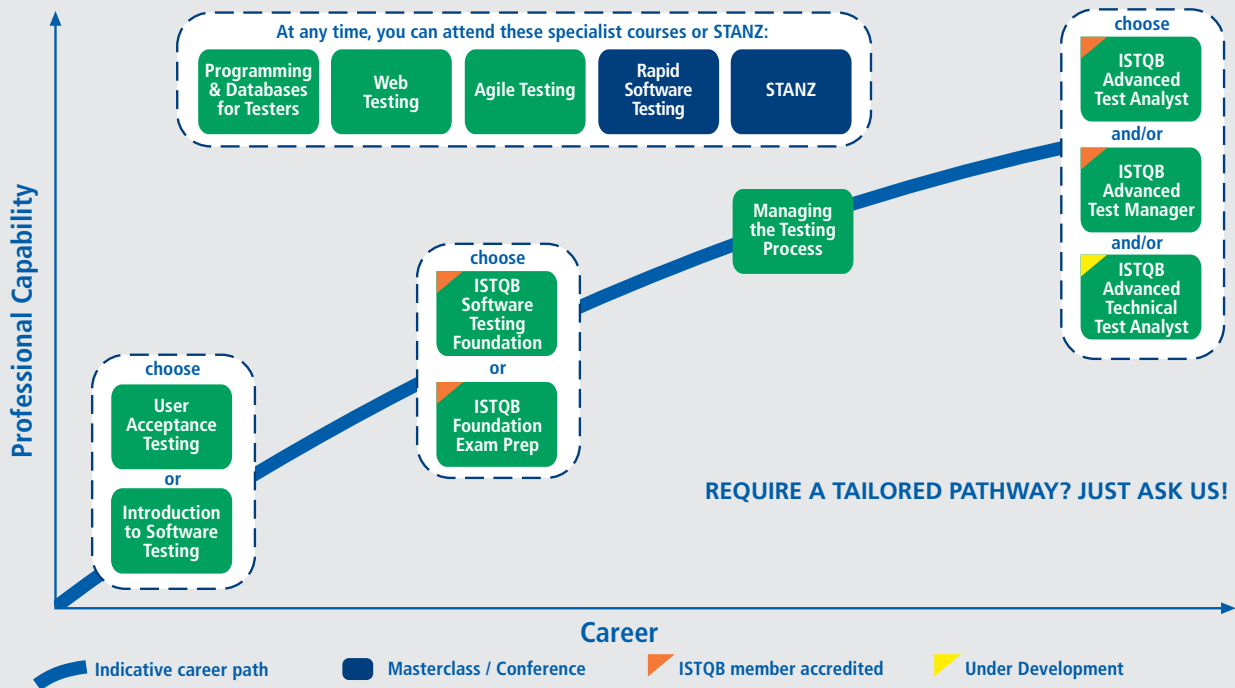 At any time, you can attend these specialist courses or STANZ:
Programming
& Databases
for Testers
Web
Testing
Agile Testing
Rapid
Software
Testing
STANZ
choose
ISTQB
Advanced
Test Analyst
and/or
ISTQB
Advanced
Test Manager
and/or
ISTQB
Advanced
Technical
Test Analyst
Managing
the Testing
Process
choose
ISTQB
Software
Testing
Foundation
or
ISTQB
Foundation
Exam Prep
choose
User
Acceptance
Testing
or
Introduction
to Software
Testing
REQUIRE A TAILORED PATHWAY? JUST ASK US!
Professional Capability
Career
Indicative career path
Masterclass / Conference
ISTQB member accredited
Under Development